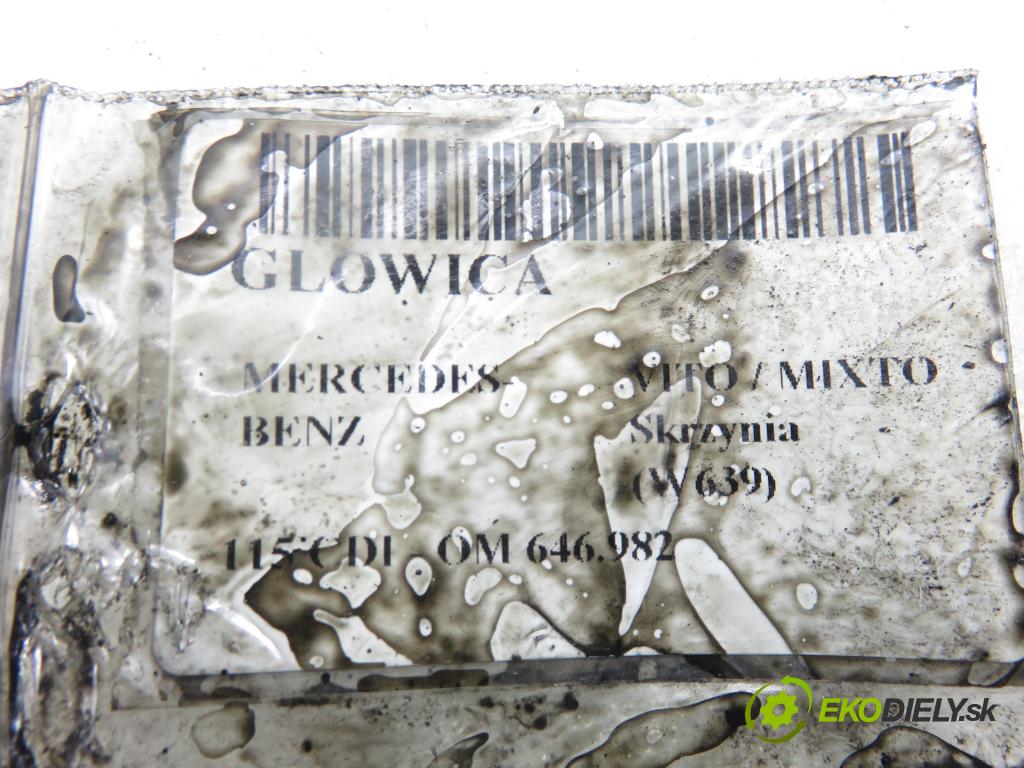 GLOWICA
MERCEDES- VITO / MIXTO
BENZ Skrzynia
(W639)
115 CDI OM 646.982
EKODIELY.sk